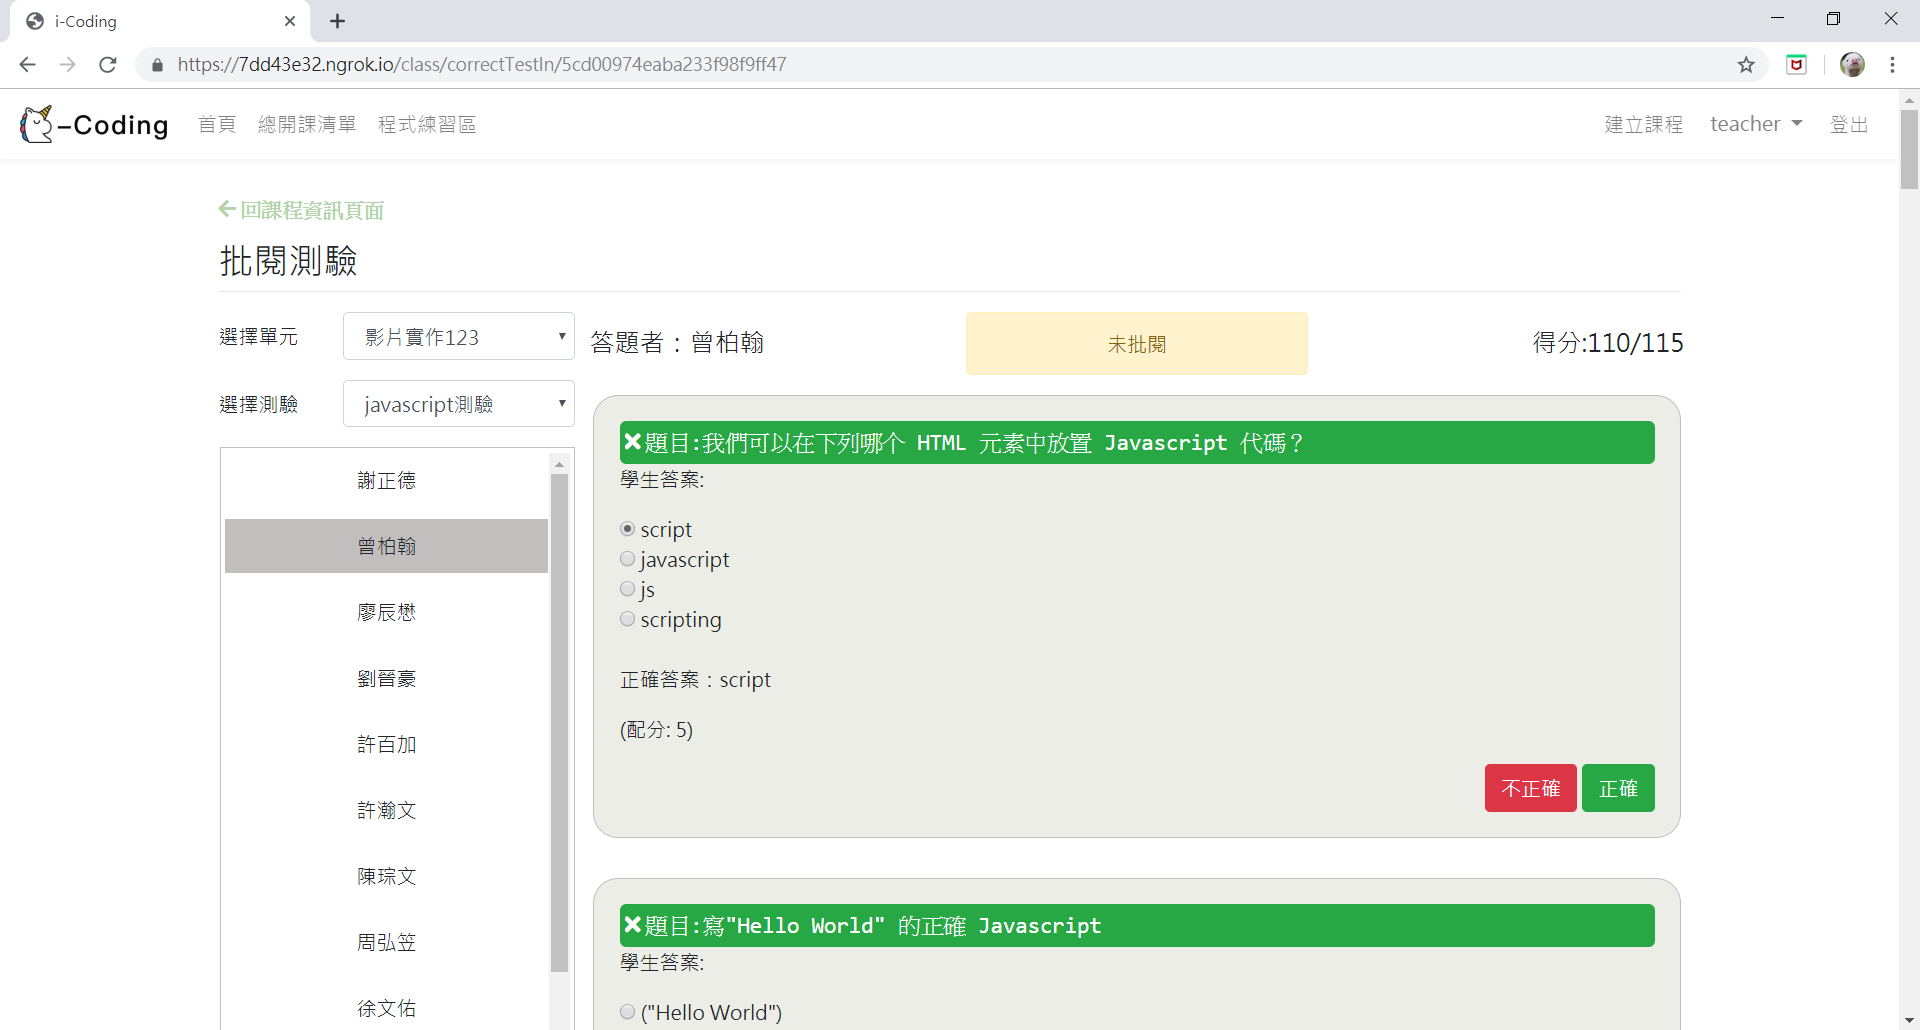 i-Coding
https://7dd43e32.ngrok.io/class/correctTestIn/5cd00974eaba233f98f9ff47
-Coding
首頁
總開課清單
程式練習區
建立課程
teacher
登出
回課程資訊頁面
批閱測驗
選擇單元
影片實作123
答題者：曾柏翰
未批閱
得分:110/115
選擇測驗
javascript測驗
謝正德
曾柏翰
廖辰懋
劉晉豪
許百加
許瀚文
陳琮文
周弘笠
徐文佑
題目:我們可以在下列哪个 HTML 元素中放置 Javascript 代碼？
學生答案:
script
javascript
js
scripting
正確答案：script
(配分: 5)
不正確
正確
題目:寫"Hello World" 的正確 Javascript
學生答案:
("Hello World")